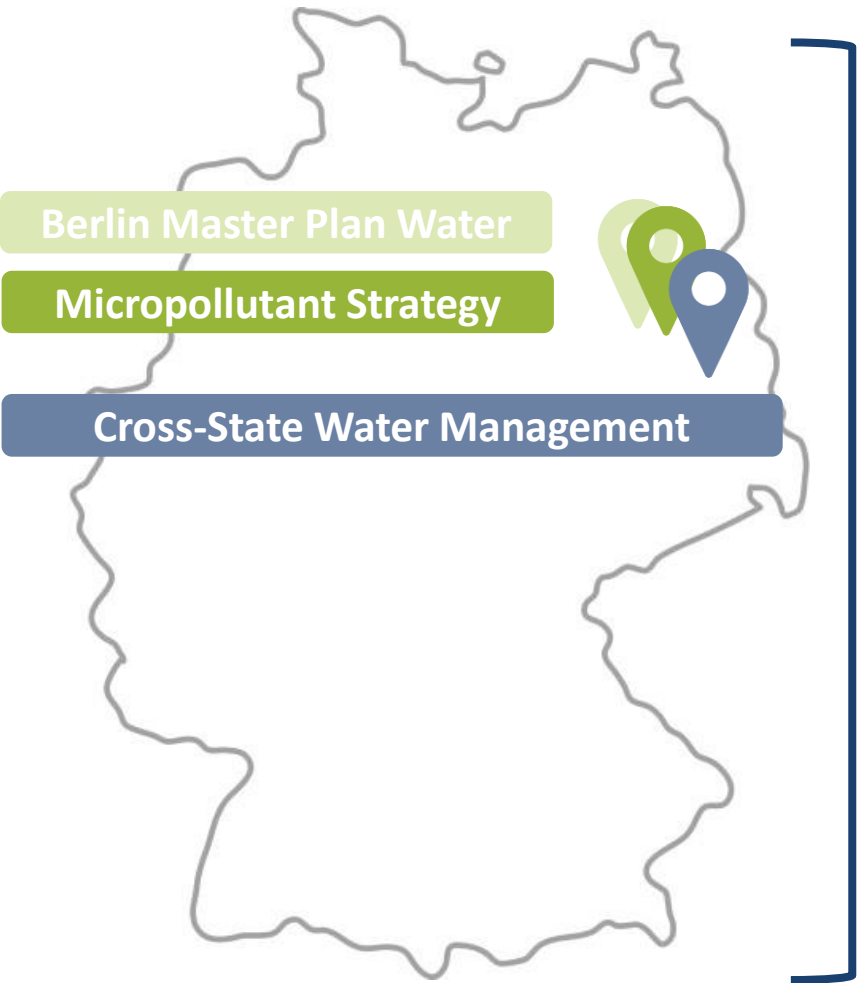 Berlin Master Plan Water
Micropollutant Strategy
Cross-State Water Management